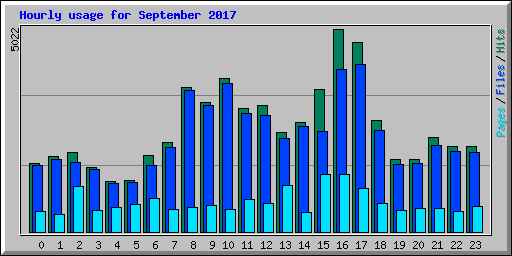 Hourly usage for September 2017
5022
Pages / Files / Hits
0 1 2 3 4 5 6 7 8 9 10 11 12 13 14 15 16 17 18 19 20 21 22 23